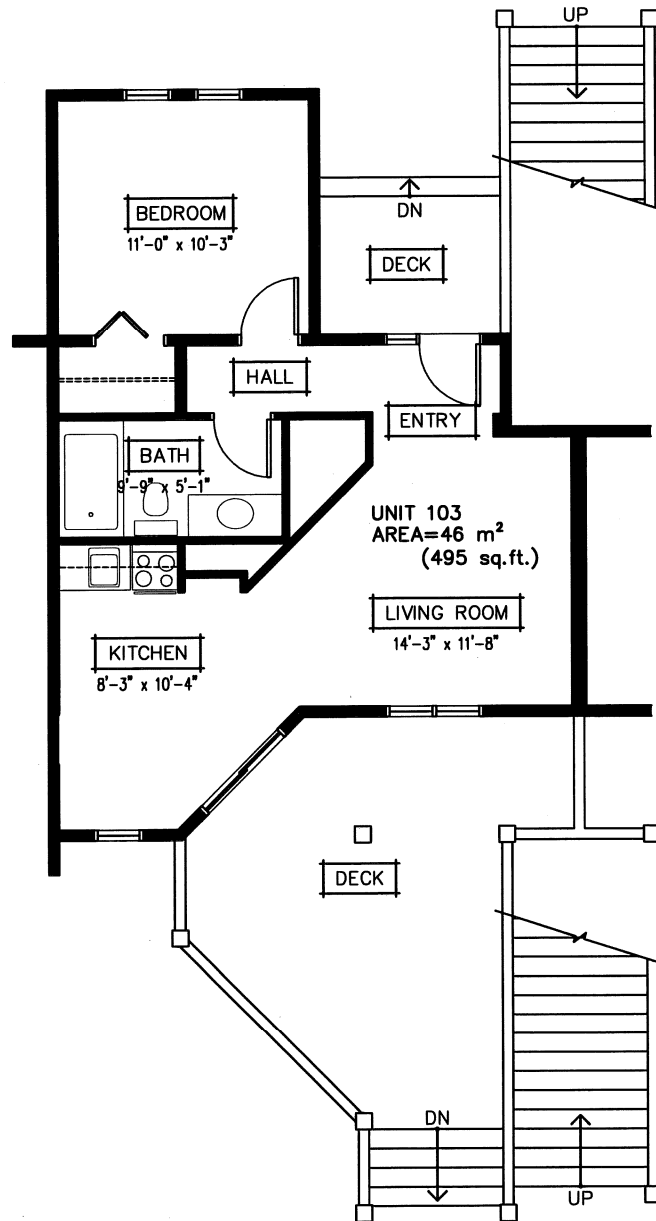 UP
BEDROOM
11'-0" x 10'-3"
DN
DECK
HALL
ENTRY
BATH
9'-9" x 5'-1"
UNIT 103
AREA=46 m²
(495 sq.ft.)
LIVING ROOM
14'-3" x 11'-8"
KITCHEN
8'-3" x 10'-4"
DECK
DN
UP